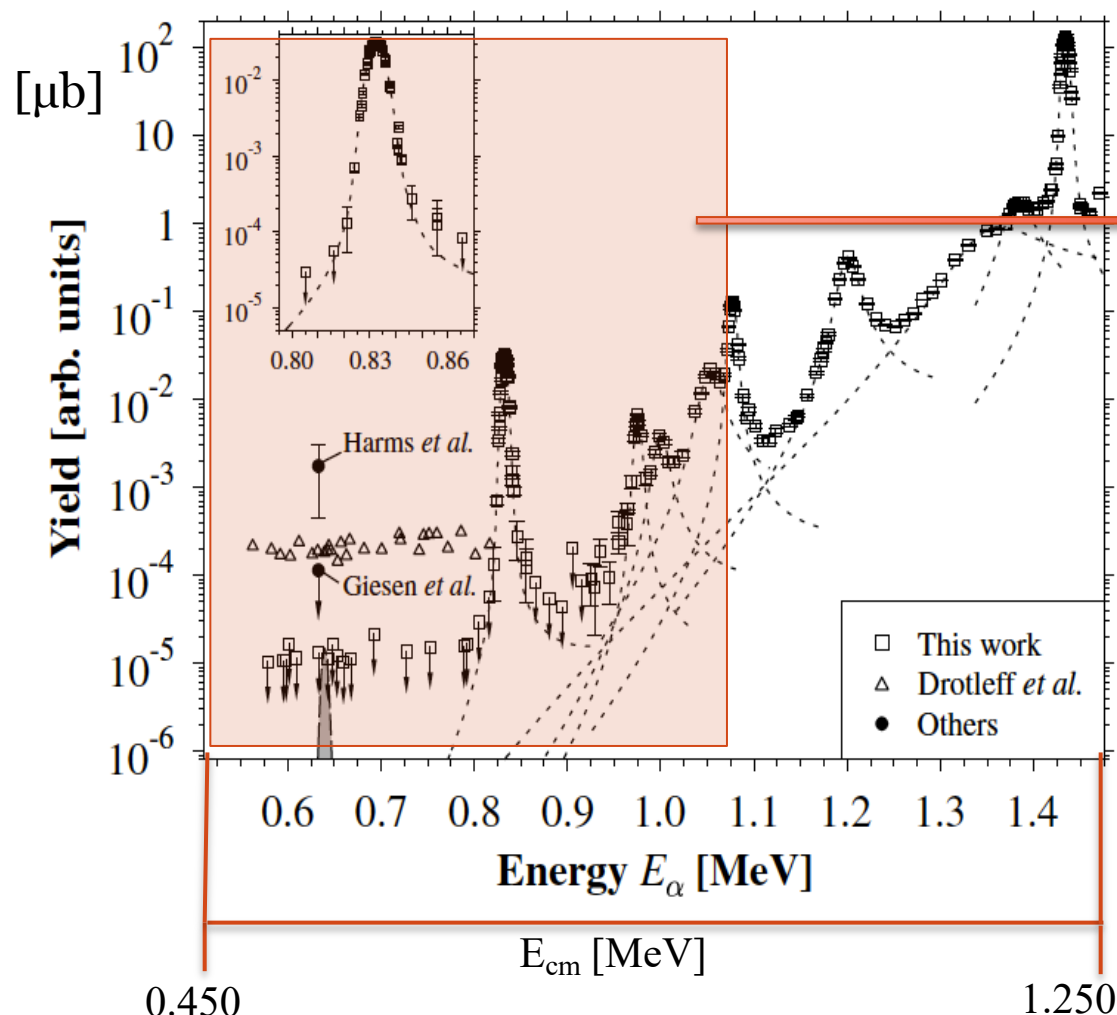 [μb]
Yield [arb. units]
10²
10
1
10⁻¹
10⁻²
10⁻³
10⁻⁴
10⁻⁵
10⁻⁶
10⁻²
10⁻³
10⁻⁴
10⁻⁵
0.80 0.83 0.86
Harms et al.
Giesen et al.
This work
Drotleff et al.
Others
0.6 0.7 0.8 0.9 1.0 1.1 1.2 1.3 1.4
Energy Eα [MeV]
Ecm [MeV]
0.450 1.250